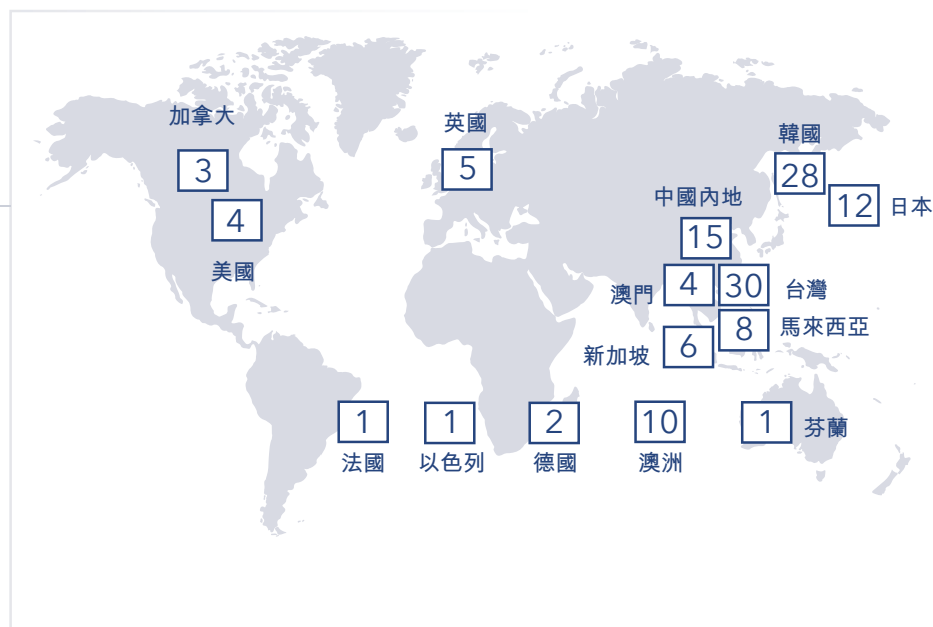 加拿大
3
4
美國
英國
5
韓國
28
12 日本
中國內地
15
澳門 4
30 台灣
8 馬來西亞
新加坡 6
1
法國
1
以色列
2
德國
10
澳洲
1 芬蘭